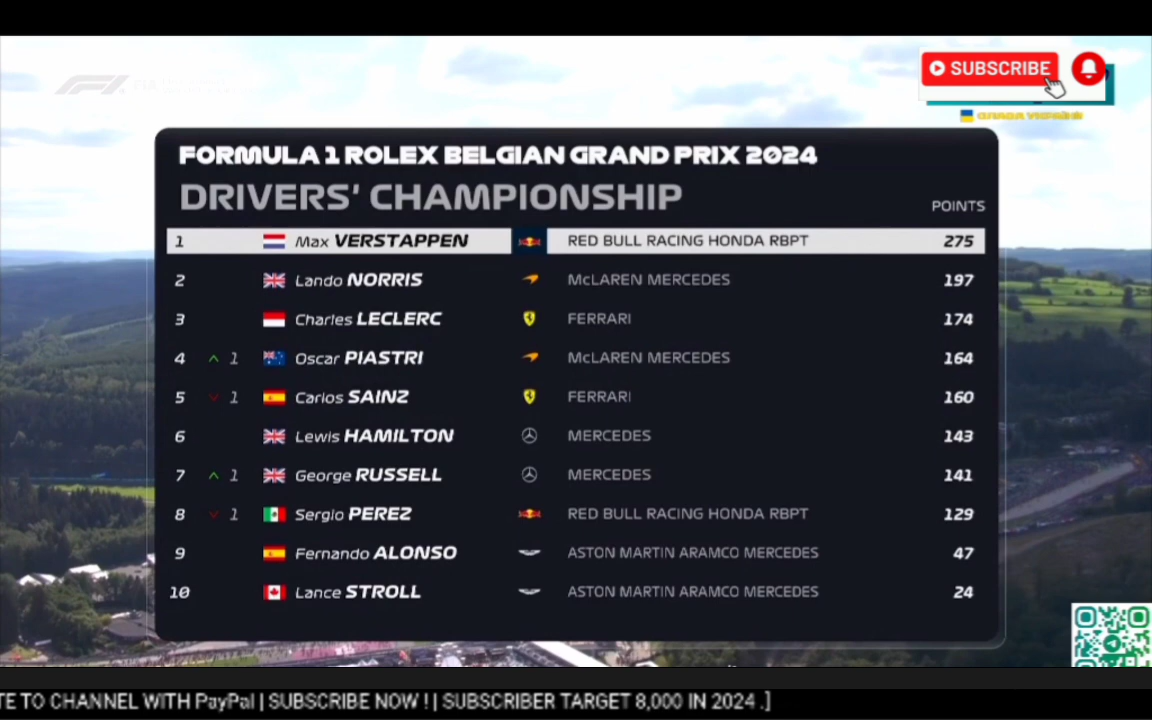 SUBSCRIBE
FORMULA 1 ROLEX BELGIAN GRAND PRIX 2024
DRIVERS' CHAMPIONSHIP
POINTS
1 Max VERSTAPPEN RED BULL RACING HONDA RBPT 275
2 Lando NORRIS McLAREN MERCEDES 197
3 Charles LECLERC FERRARI 174
4 1 Oscar PIASTRI McLAREN MERCEDES 164
5 1 Carlos SAINZ FERRARI 160
6 Lewis HAMILTON MERCEDES 143
7 1 George RUSSELL MERCEDES 141
8 1 Sergio PEREZ RED BULL RACING HONDA RBPT 129
9 Fernando ALONSO ASTON MARTIN ARAMCO MERCEDES 47
10 Lance STROLL ASTON MARTIN ARAMCO MERCEDES 24
TE TO CHANNEL WITH PayPal | SUBSCRIBE NOW ! | SUBSCRIBER TARGET 8,000 IN 2024 .]